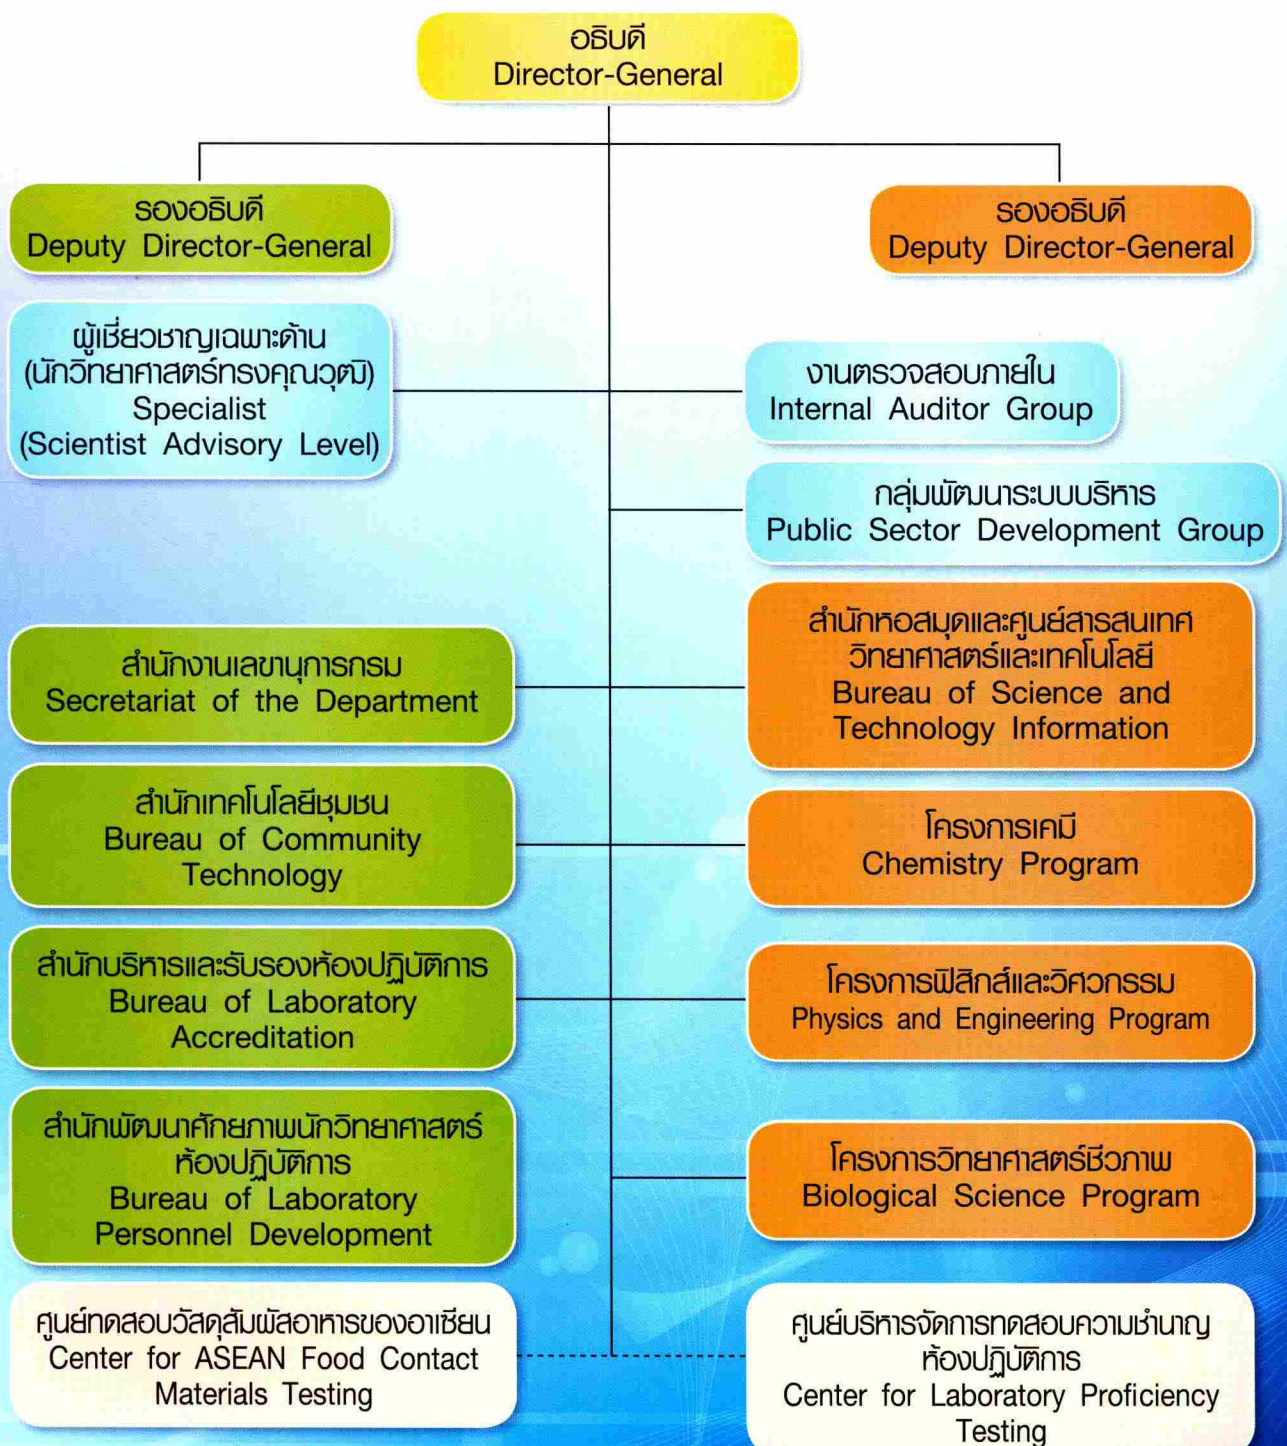 อธิบดี
Director-General
รองอธิบดี
Deputy Director-General
รองอธิบดี
Deputy Director-General
ผู้เชี่ยวชาญเฉพาะด้าน
(นักวิทยาศาสตร์ทรงคุณวุฒิ)
Specialist
(Scientist Advisory Level)
งานตรวจสอบภายใน
Internal Auditor Group
กลุ่มพัฒนาระบบบริหาร
Public Sector Development Group
สำนักงานเลขานุการกรม
Secretariat of the Department
สำนักหอสมุดและศูนย์สารสนเทศ
วิทยาศาสตร์และเทคโนโลยี
Bureau of Science and
Technology Information
สำนักเทคโนโลยีชุมชน
Bureau of Community
Technology
โครงการเคมี
Chemistry Program
สำนักบริหารและรับรองห้องปฏิบัติการ
Bureau of Laboratory
Accreditation
โครงการฟิสิกส์และวิศวกรรม
Physics and Engineering Program
สำนักพัฒนาศักยภาพนักวิทยาศาสตร์
ห้องปฏิบัติการ
Bureau of Laboratory
Personnel Development
โครงการวิทยาศาสตร์ชีวภาพ
Biological Science Program
ศูนย์ทดสอบวัสดุสัมผัสอาหารของอาเซียน
Center for ASEAN Food Contact
Materials Testing
ศูนย์บริหารจัดการทดสอบความชำนาญ
ห้องปฏิบัติการ
Center for Laboratory Proficiency
Testing